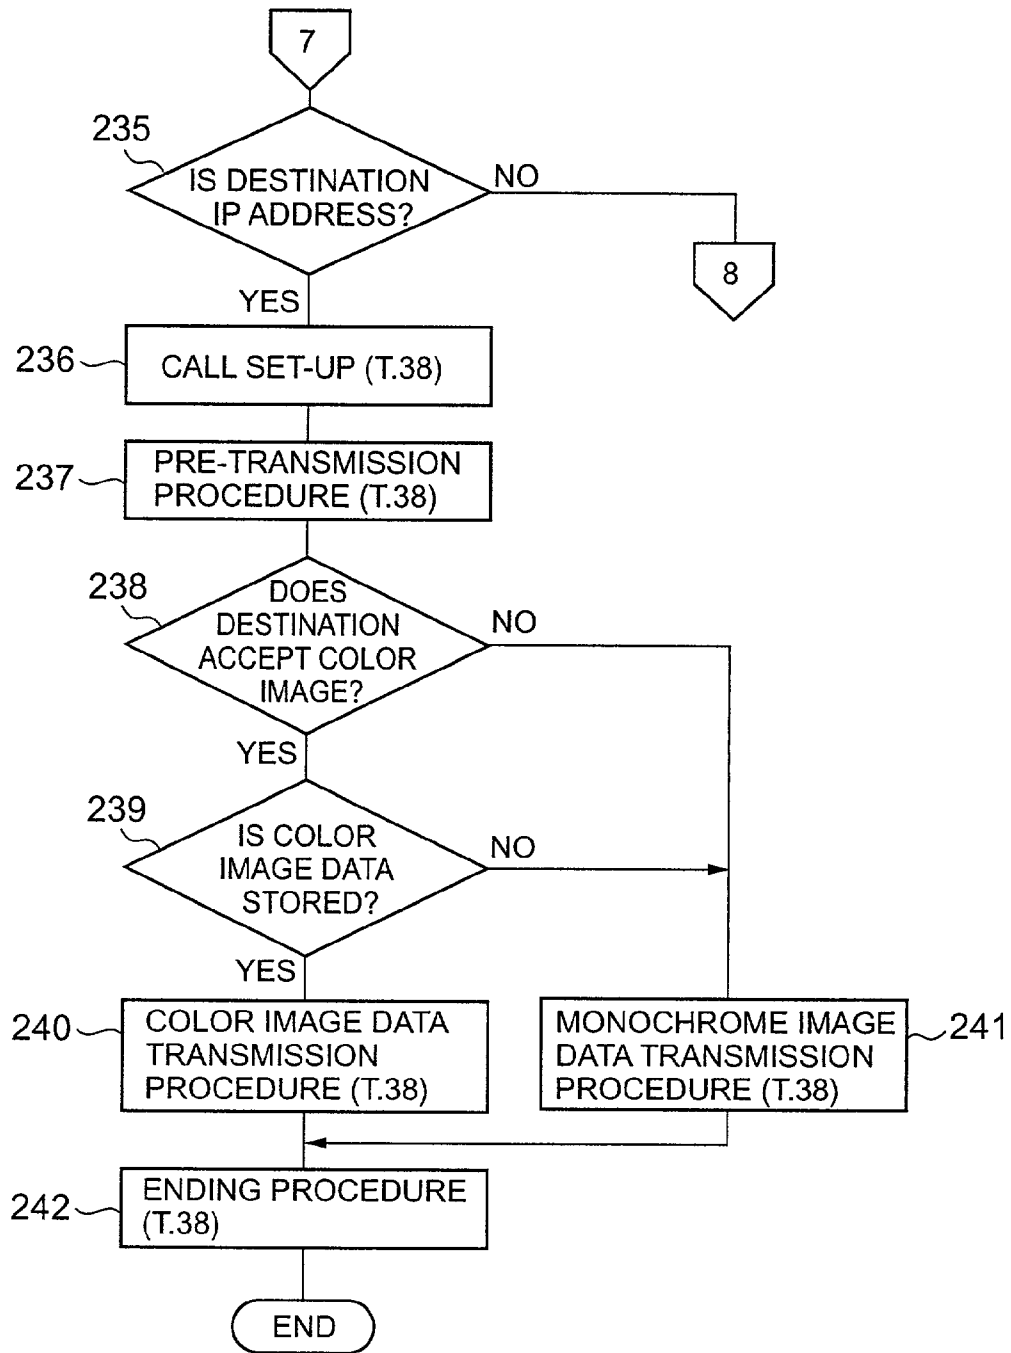 7
235
IS DESTINATION
IP ADDRESS?
NO
8
YES
236
CALL SET-UP (T.38)
237
PRE-TRANSMISSION
PROCEDURE (T.38)
238
DOES
DESTINATION
ACCEPT COLOR
IMAGE?
NO
YES
239
IS COLOR
IMAGE DATA
STORED?
NO
YES
240
COLOR IMAGE DATA
TRANSMISSION
PROCEDURE (T.38)
MONOCHROME IMAGE
DATA TRANSMISSION
PROCEDURE (T.38)
241
242
ENDING PROCEDURE
(T.38)
END